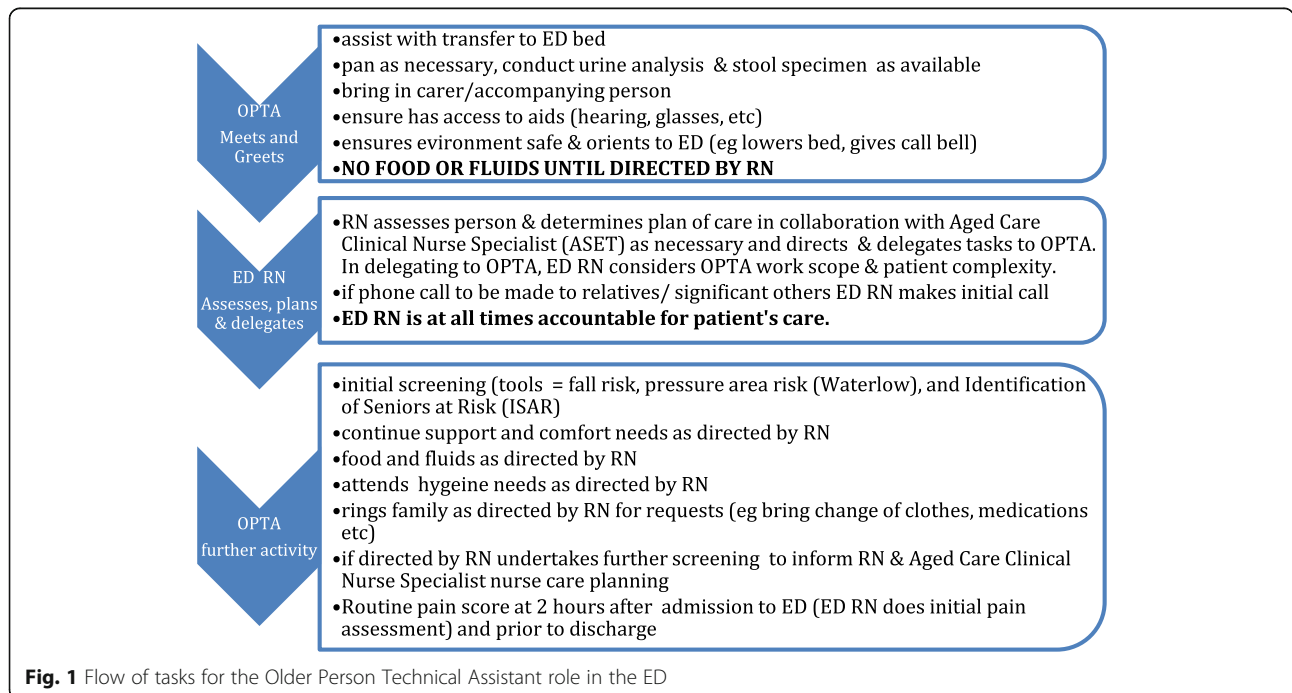 OPTA
Meets and
Greets
•assist with transfer to ED bed
•pan as necessary, conduct urine analysis & stool specimen as available
•bring in carer/accompanying person
•ensure has access to aids (hearing, glasses, etc)
•ensures evironment safe & orients to ED (eg lowers bed, gives call bell)
•NO FOOD OR FLUIDS UNTIL DIRECTED BY RN
ED RN
Assesses, plans
& delegates
•RN assesses person & determines plan of care in collaboration with Aged Care
Clinical Nurse Specialist (ASET) as necessary and directs & delegates tasks to OPTA.
In delegating to OPTA, ED RN considers OPTA work scope & patient complexity.
•if phone call to be made to relatives/ significant others ED RN makes initial call
•ED RN is at all times accountable for patient's care.
OPTA
further activity
•initial screening (tools = fall risk, pressure area risk (Waterlow), and Identification
of Seniors at Risk (ISAR)
•continue support and comfort needs as directed by RN
•food and fluids as directed by RN
•attends hygeine needs as directed by RN
•rings family as directed by RN for requests (eg bring change of clothes, medications
etc)
•if directed by RN undertakes further screening to inform RN & Aged Care Clinical
Nurse Specialist nurse care planning
•Routine pain score at 2 hours after admission to ED (ED RN does initial pain
assessment) and prior to discharge
Fig. 1 Flow of tasks for the Older Person Technical Assistant role in the ED